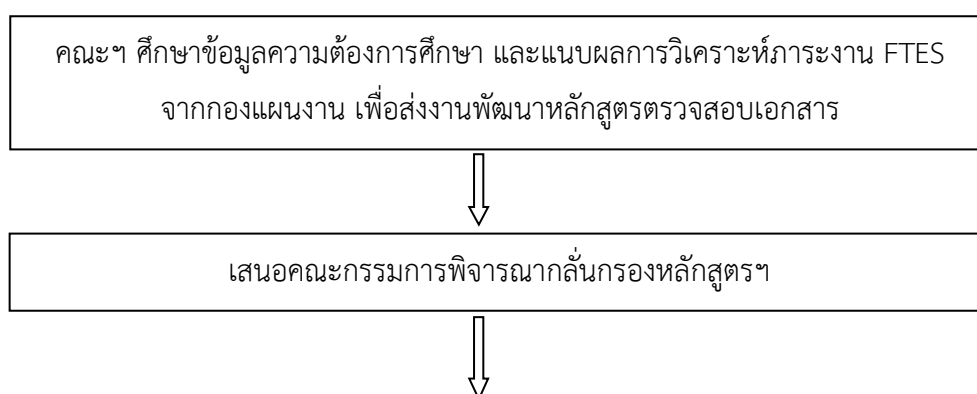 คณะฯ ศึกษาข้อมูลความต้องการศึกษา และแนบผลการวิเคราะห์ภาระงาน FTES
จากกองแผนงาน เพื่อส่งงานพัฒนาหลักสูตรตรวจสอบเอกสาร
เสนอคณะกรรมการพิจารณากลั่นกรองหลักสูตรฯ